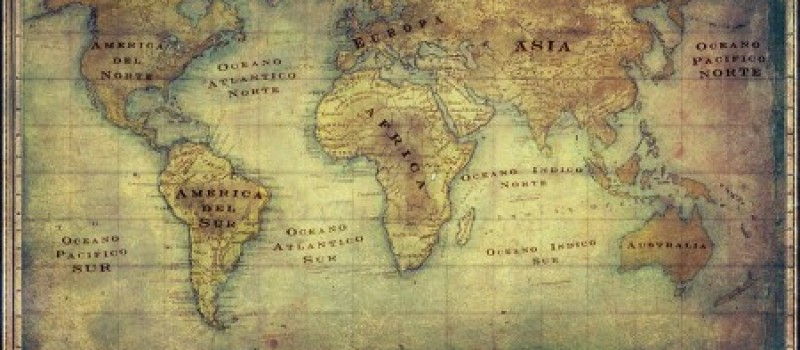 AMERICA
DEL
NORTE
OCEANO
ATLANTICO
NORTE
EUROPA
ASIA
OCEANO
PACIFICO
NORTE
AFRICA
OCEANO INDICO
NORTE
AMERICA
DEL
SUR
OCEANO
PACIFICO
SUR
OCEANO
ATLANTICO
SUR
OCEANO INDICO
SUR
AUSTRALIA